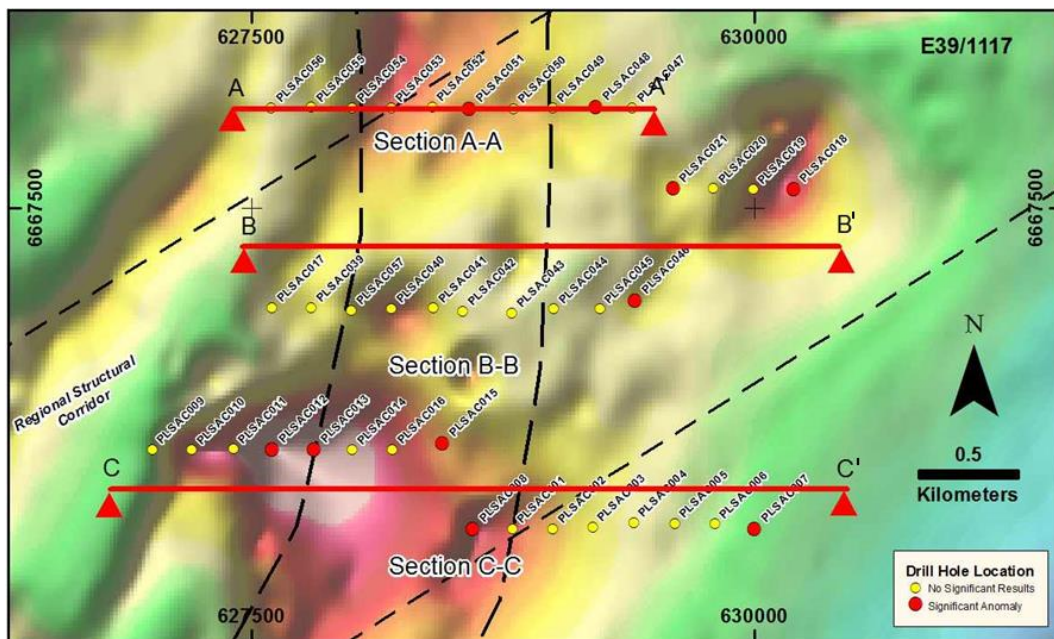 627500
630000
E39/1117
PLSAC056
PLSAC055
PLSAC054
PLSAC053
PLSAC052
PLSAC051
PLSAC050
PLSAC049
PLSAC048
PLSAC047
A
Section A-A
PLSAC021
PLSAC020
PLSAC019
PLSAC018
6667500
6667500
B
B'
PLSAC017
PLSAC039
PLSAC057
PLSAC040
PLSAC041
PLSAC042
PLSAC043
PLSAC044
PLSAC045
PLSAC046
N
Section B-B
Regional Structural
Corridor
PLSAC009
PLSAC010
PLSAC011
PLSAC012
PLSAC013
PLSAC014
PLSAC016
PLSAC015
C
C'
0.5
Kilometers
PLSAC001
PLSAC002
PLSAC003
PLSAC004
PLSAC005
PLSAC006
PLSAC007
Section C-C
Drill Hole Location
No Significant Results
Significant Anomaly
627500
630000